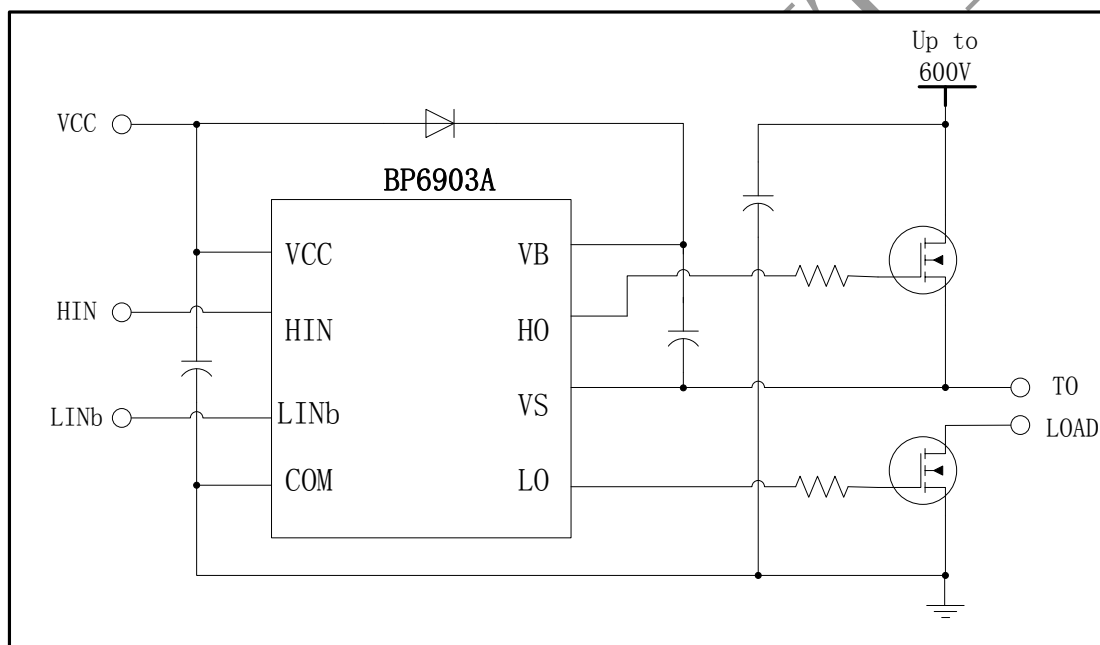 Up to
600V
VCC
BP6903A
VCC
VB
HIN
HIN
HO
TO
VS
LINb
LINb
LOAD
COM
LO